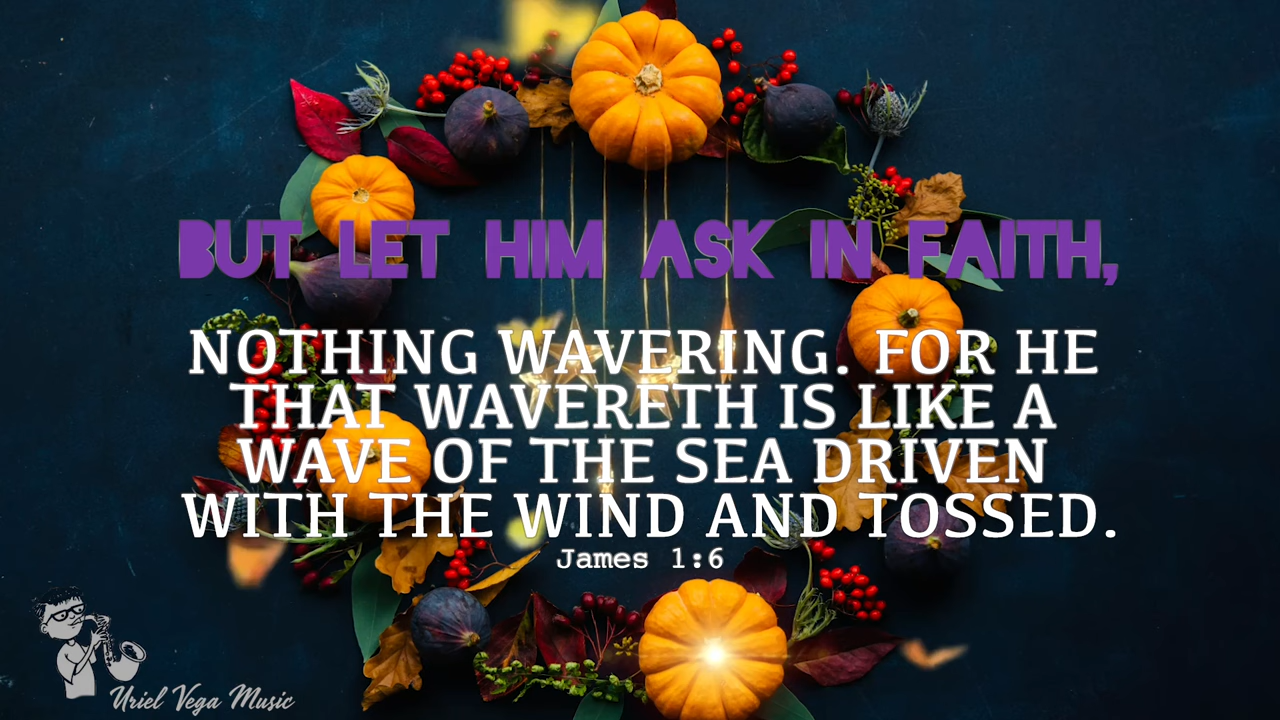 BUT LET HIM ASK IN FAITH,
NOTHING WAVERING. FOR HE
THAT WAVERETH IS LIKE A
WAVE OF THE SEA DRIVEN
WITH THE WIND AND TOSSED.
James 1:6
Uriel Vega Music